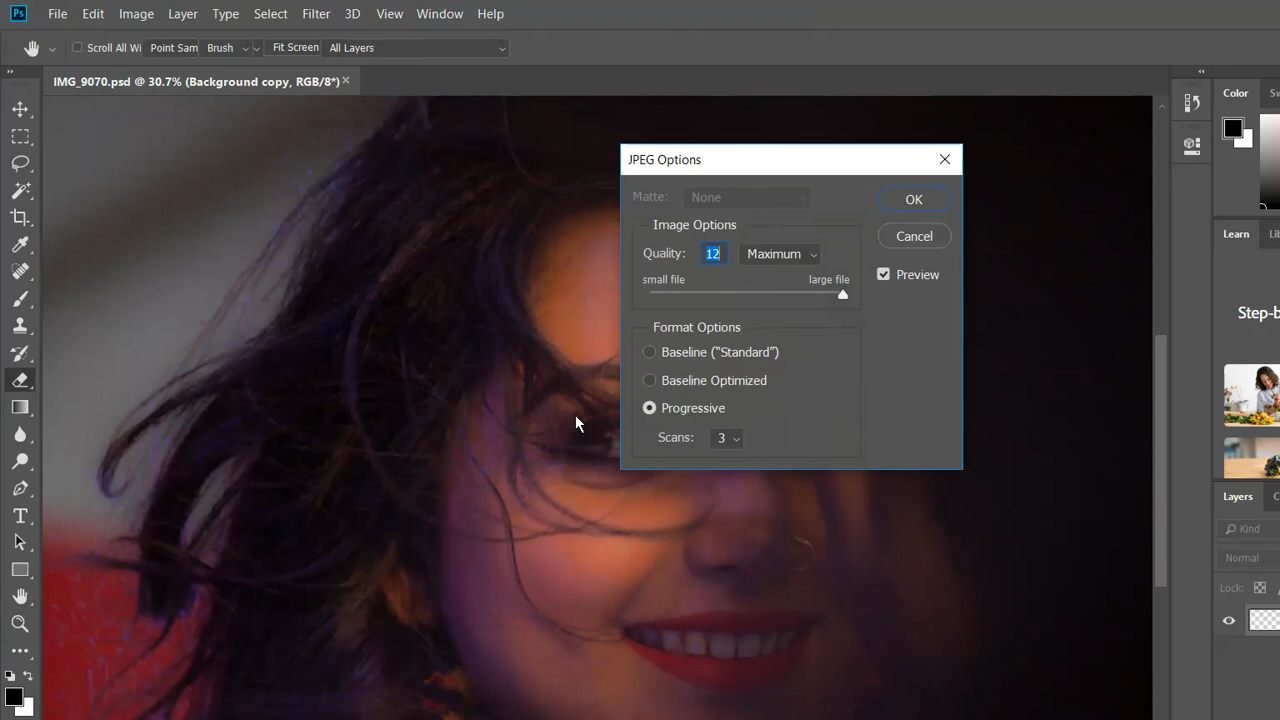 Ps File Edit Image Layer Type Select Filter 3D View Window Help
Scroll All Wi Point Sam Brush Fit Screen All Layers
IMG_9070.psd @ 30.7% (Background copy, RGB/8*)
JPEG Options
Matte: None
OK
Image Options
Quality: 12 Maximum
Cancel
small file large file
Preview
Format Options
Baseline (“Standard”)
Baseline Optimized
Progressive
Scans: 3
Color Sw
Learn Lib
Step-b
Layers C
Kind
Normal
Lock: